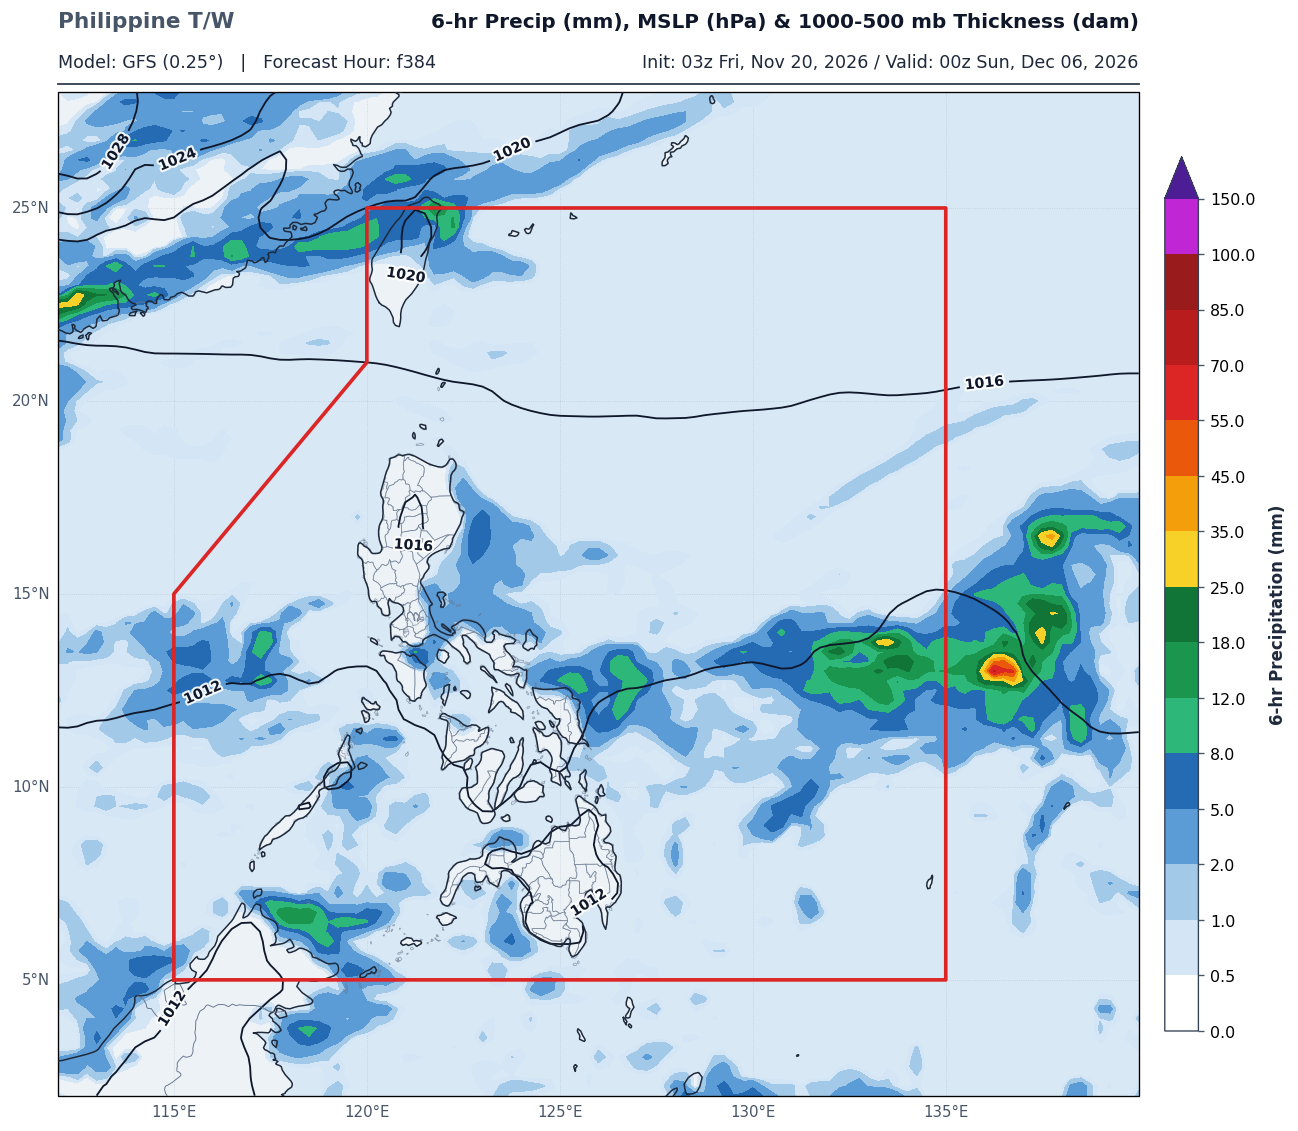 Philippine T/W
6-hr Precip (mm), MSLP (hPa) & 1000-500 mb Thickness (dam)
Model: GFS (0.25°) | Forecast Hour: f384
Init: 03z Fri, Nov 20, 2026 / Valid: 00z Sun, Dec 06, 2026
1028
1024
1020
1020
1016
1016
1012
1012
1012
25°N
20°N
15°N
10°N
5°N
115°E
120°E
125°E
130°E
135°E
150.0
100.0
85.0
70.0
55.0
45.0
35.0
25.0
18.0
12.0
8.0
5.0
2.0
1.0
0.5
0.0
6-hr Precipitation (mm)